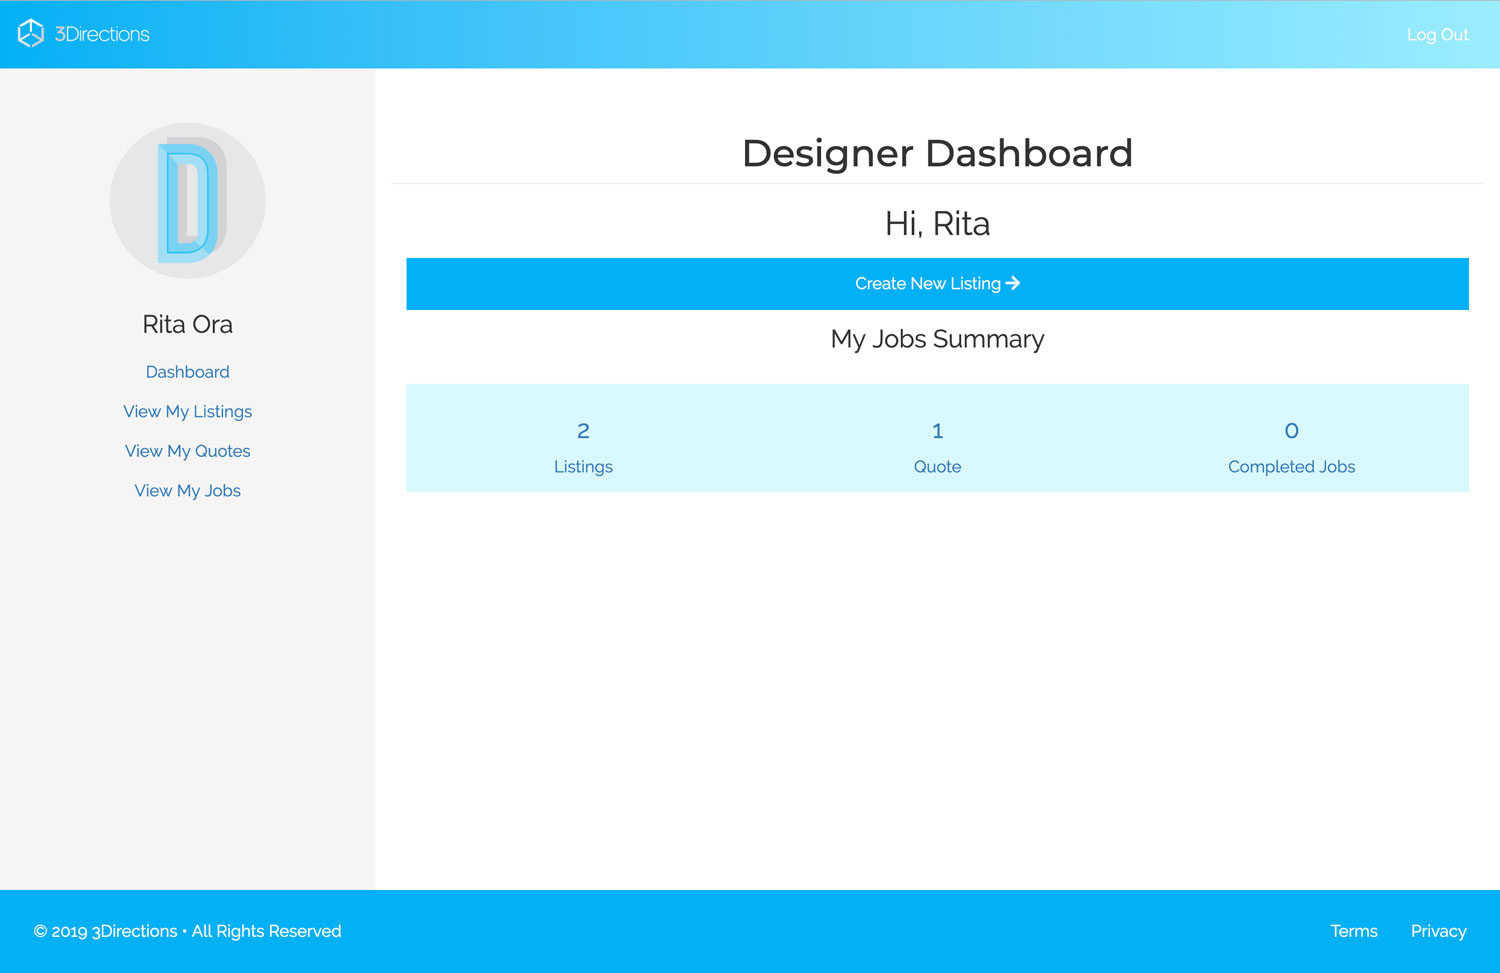 3Directions
Log Out
D
Rita Ora
Dashboard
View My Listings
View My Quotes
View My Jobs
Designer Dashboard
Hi, Rita
Create New Listing →
My Jobs Summary
2 1 0
Listings Quote Completed Jobs
© 2019 3Directions • All Rights Reserved
Terms Privacy